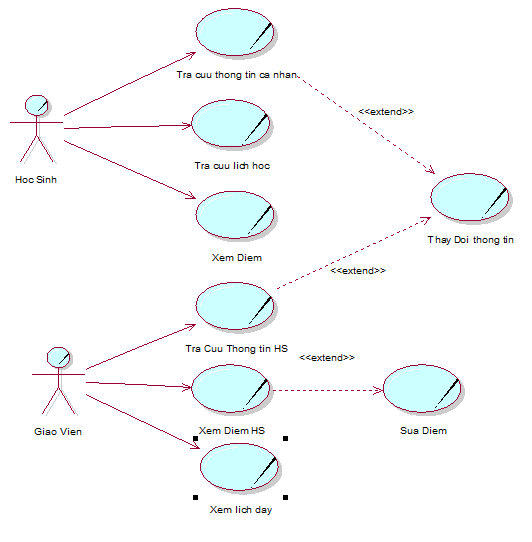 Tra cuu thong tin ca nhan
<<extend>>
Tra cuu lich hoc
Hoc Sinh
Thay Doi thong tin
Xem Diem
<<extend>>
Tra Cuu Thong tin HS
<<extend>>
Giao Vien
Xem Diem HS
Sua Diem
Xem lich day